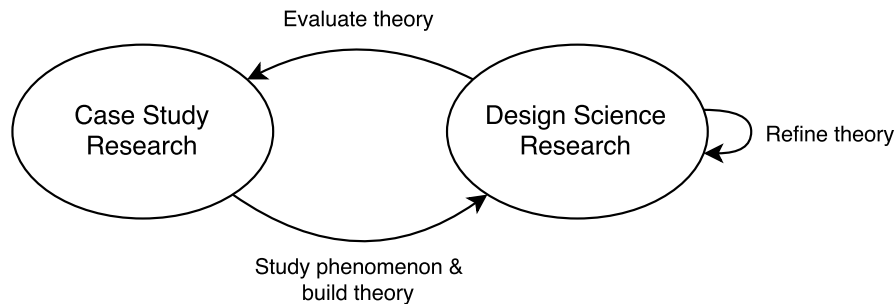 Evaluate theory
Case Study
Research
Design Science
Research
Refine theory
Study phenomenon &
build theory